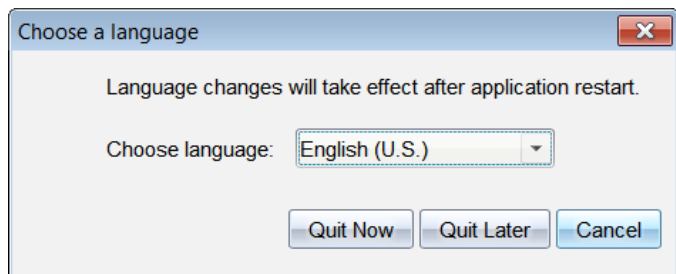 Choose a language
Language changes will take effect after application restart.
Choose language: English (U.S.)
Quit Now Quit Later Cancel